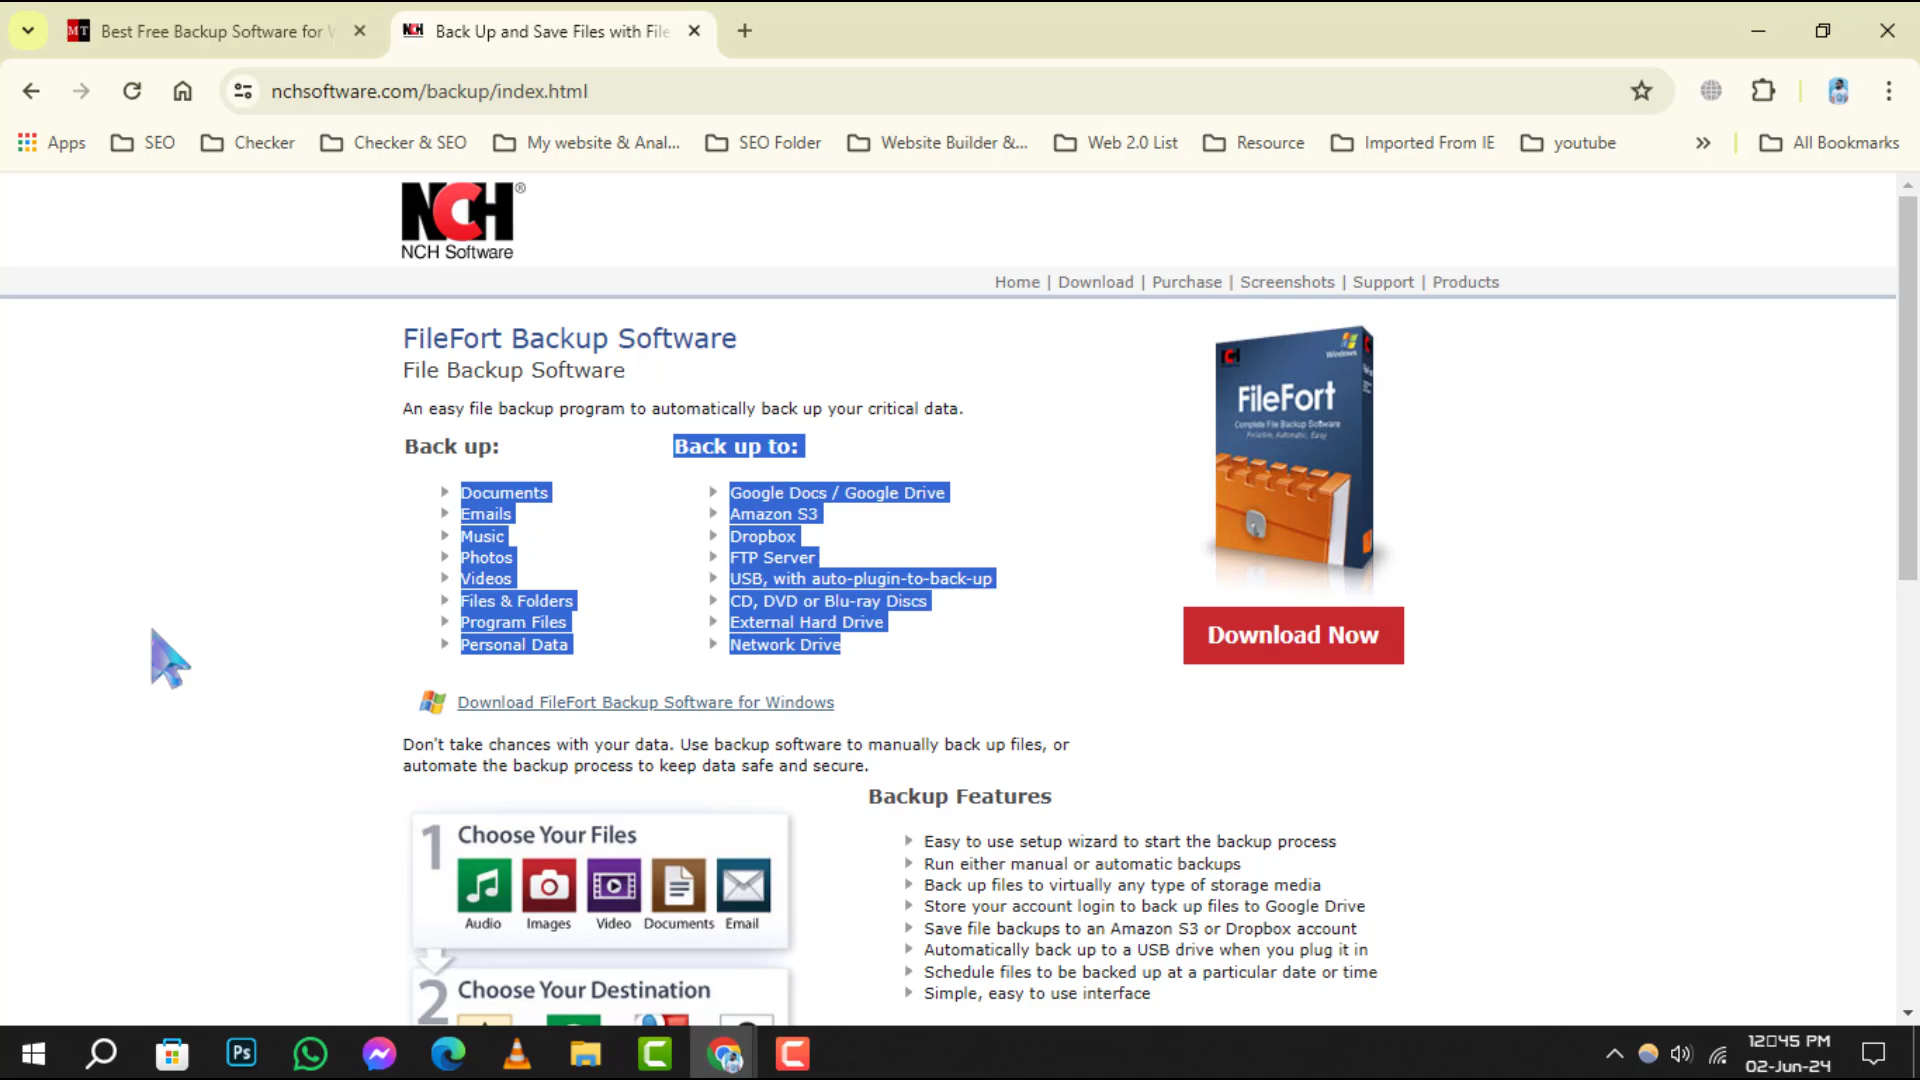 MT Best Free Backup Software for W
NCH Back Up and Save Files with File
nchsoftware.com/backup/index.html
Apps SEO Checker Checker & SEO My website & Anal... SEO Folder Website Builder &... Web 2.0 List Resource Imported From IE youtube » All Bookmarks
NCH®
NCH Software
Home | Download | Purchase | Screenshots | Support | Products
FileFort Backup Software
File Backup Software
An easy file backup program to automatically back up your critical data.
Back up:
Documents
Emails
Music
Photos
Videos
Files & Folders
Program Files
Personal Data
Back up to:
Google Docs / Google Drive
Amazon S3
Dropbox
FTP Server
USB, with auto-plugin-to-back-up
CD, DVD or Blu-ray Discs
External Hard Drive
Network Drive
Windows
FileFort
Complete File Backup Software
Reliable, Automatic, Easy
Download Now
Download FileFort Backup Software for Windows
Don't take chances with your data. Use backup software to manually back up files, or
automate the backup process to keep data safe and secure.
1 Choose Your Files
Audio Images Video Documents Email
2 Choose Your Destination
Backup Features
Easy to use setup wizard to start the backup process
Run either manual or automatic backups
Back up files to virtually any type of storage media
Store your account login to back up files to Google Drive
Save file backups to an Amazon S3 or Dropbox account
Automatically back up to a USB drive when you plug it in
Schedule files to be backed up at a particular date or time
Simple, easy to use interface
Ps
12:45 PM
02-Jun-24